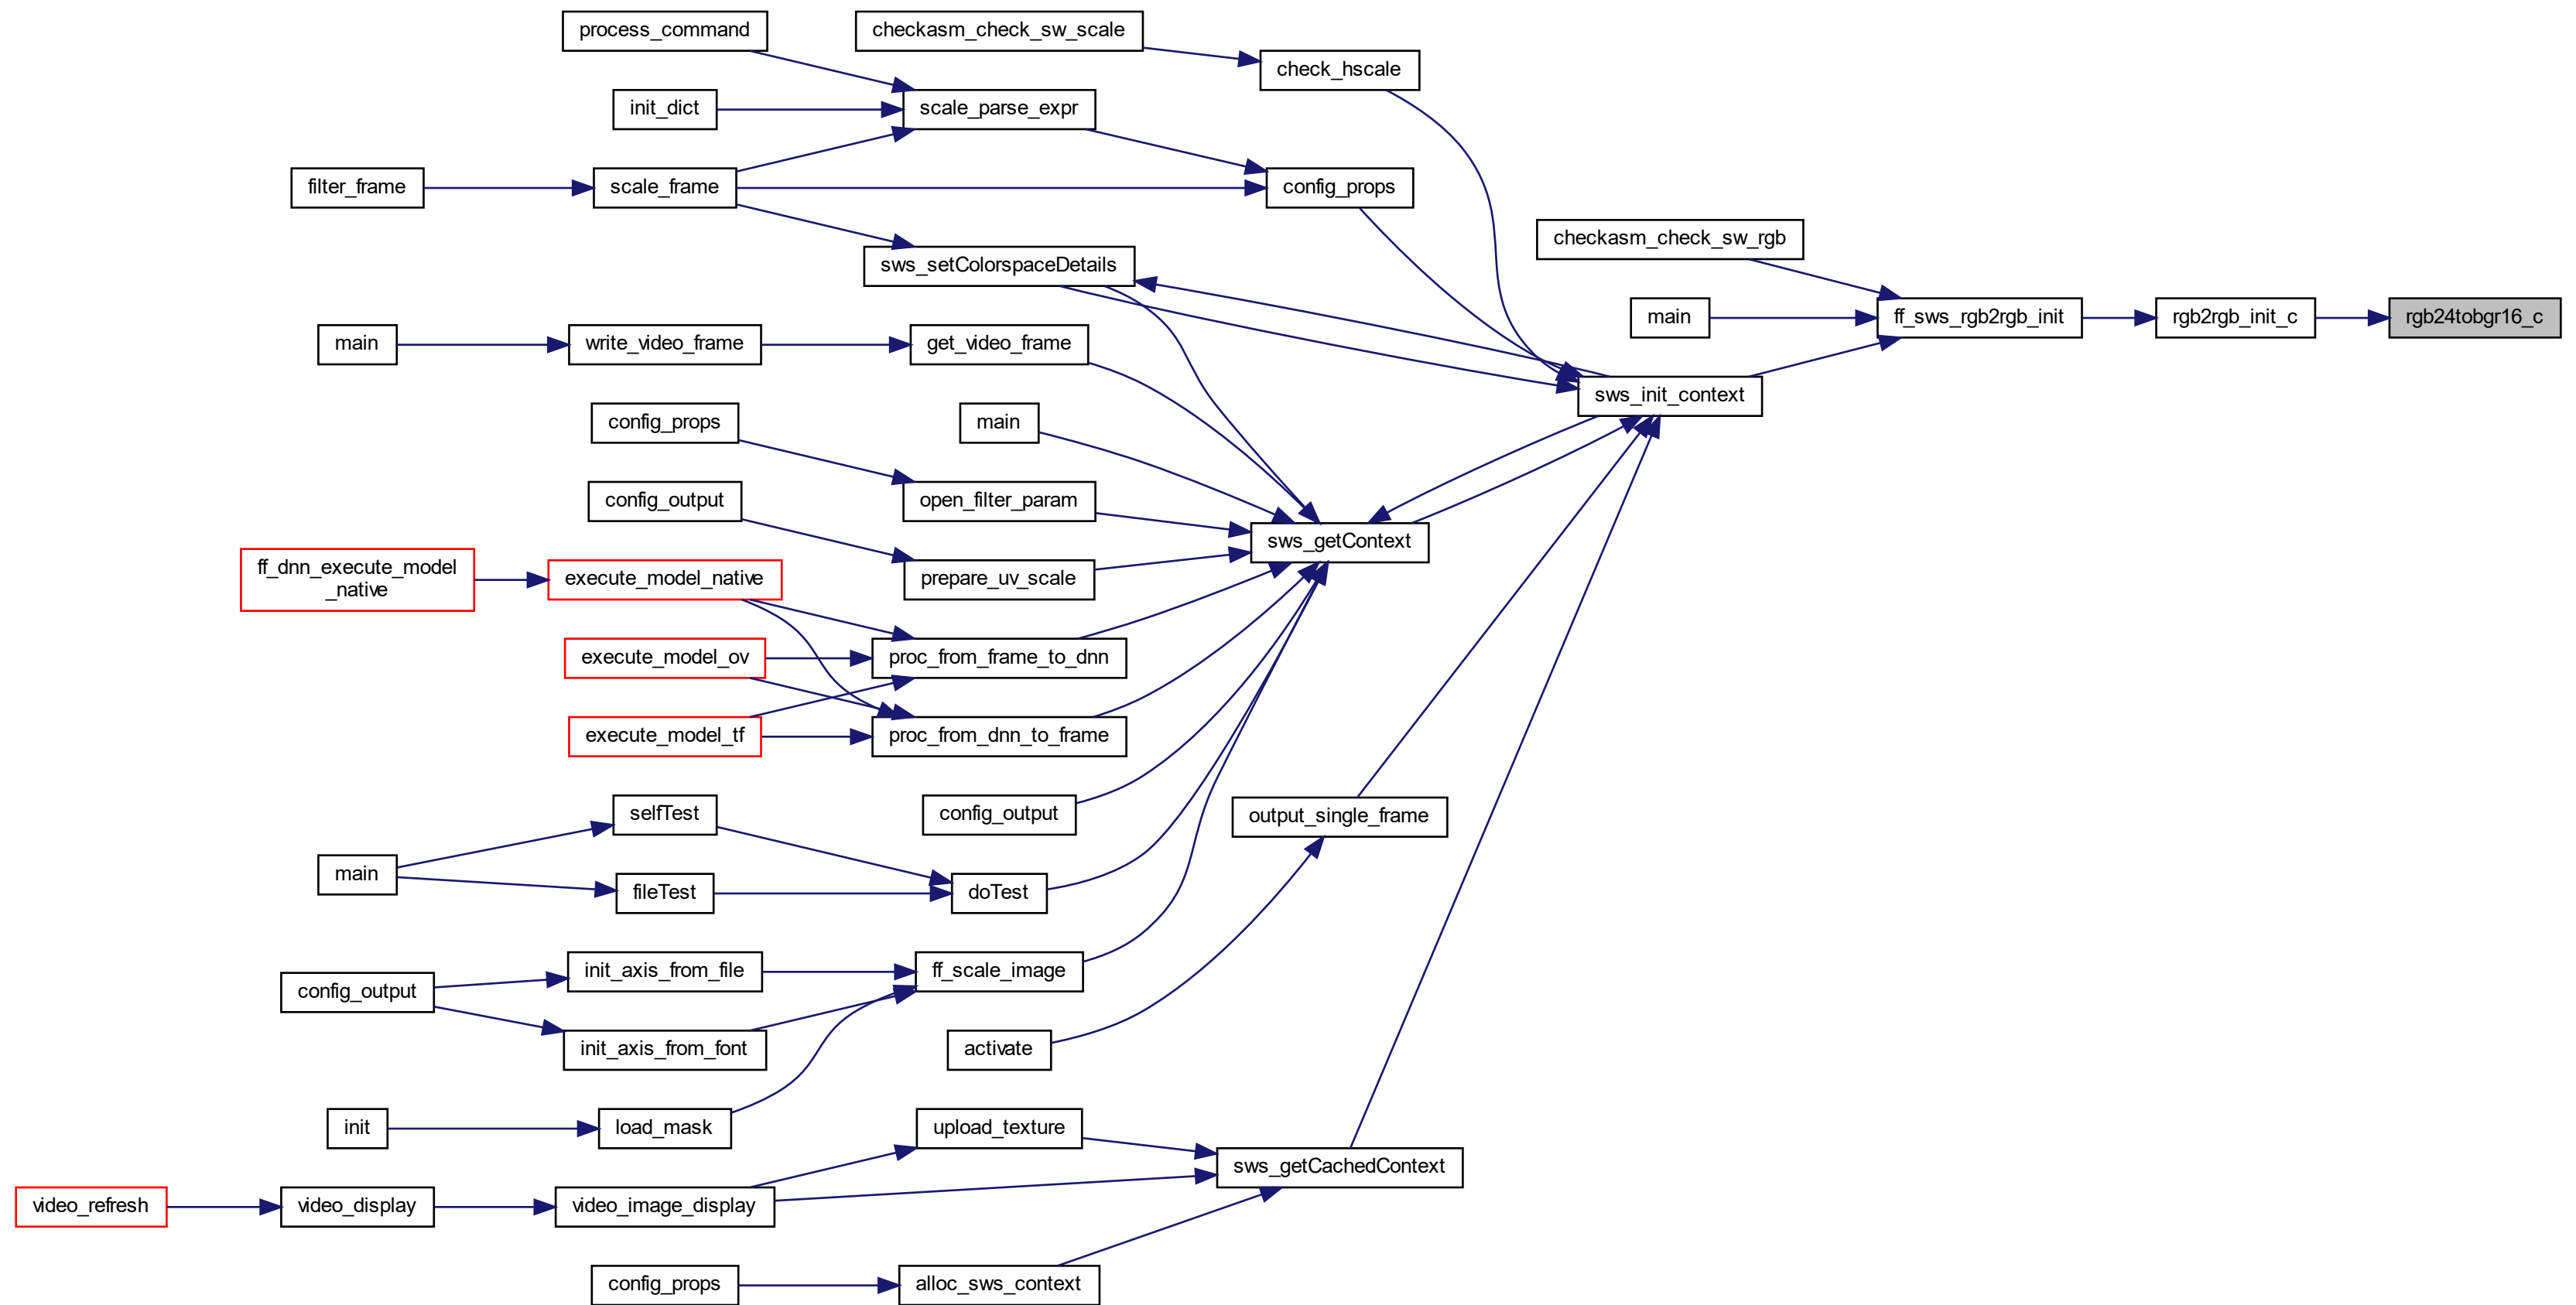 process_command
checkasm_check_sw_scale
check_hscale
init_dict
scale_parse_expr
filter_frame
scale_frame
config_props
checkasm_check_sw_rgb
sws_setColorspaceDetails
main
ff_sws_rgb2rgb_init
rgb2rgb_init_c
rgb24tobgr16_c
main
write_video_frame
get_video_frame
sws_init_context
config_props
main
config_output
open_filter_param
sws_getContext
ff_dnn_execute_model
_native
execute_model_native
prepare_uv_scale
execute_model_ov
proc_from_frame_to_dnn
execute_model_tf
proc_from_dnn_to_frame
selfTest
config_output
output_single_frame
main
fileTest
doTest
config_output
init_axis_from_file
ff_scale_image
init_axis_from_font
activate
init
load_mask
upload_texture
sws_getCachedContext
video_refresh
video_display
video_image_display
config_props
alloc_sws_context